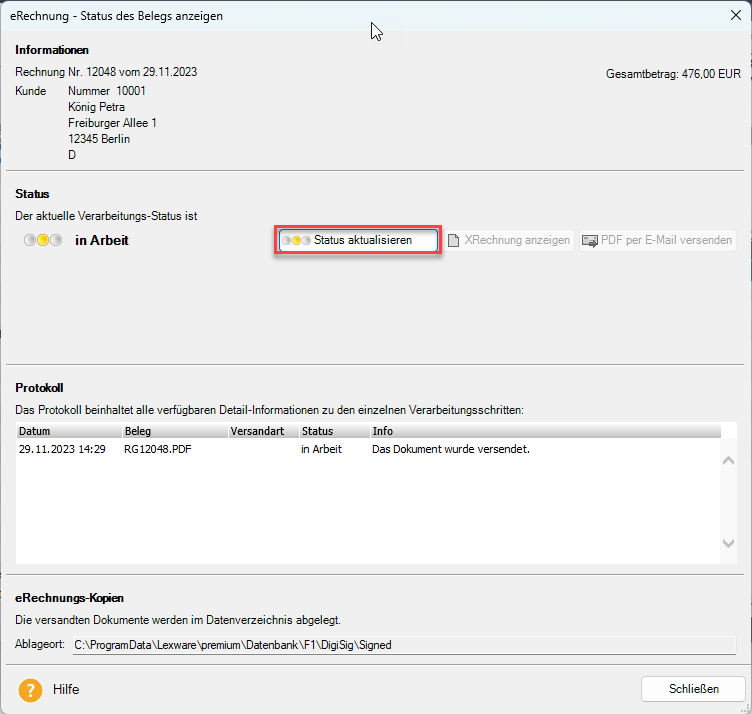 eRechnung - Status des Belegs anzeigen
Informationen
Rechnung Nr. 12048 vom 29.11.2023
Gesamtbetrag: 476,00 EUR
Kunde Nummer 10001
König Petra
Freiburger Allee 1
12345 Berlin
D
Status
Der aktuelle Verarbeitungs-Status ist
in Arbeit Status aktualisieren XRechnung anzeigen PDF per E-Mail versenden
Protokoll
Das Protokoll beinhaltet alle verfügbaren Detail-Informationen zu den einzelnen Verarbeitungsschritten:
Datum Beleg Versandart Status Info
29.11.2023 14:29 RG12048.PDF in Arbeit Das Dokument wurde versendet.
eRechnungs-Kopien
Die versandten Dokumente werden im Datenverzeichnis abgelegt.
Ablageort: C:\ProgramData\Lexware\premium\Datenbank\F1\DigiSig\Signed
? Hilfe Schließen